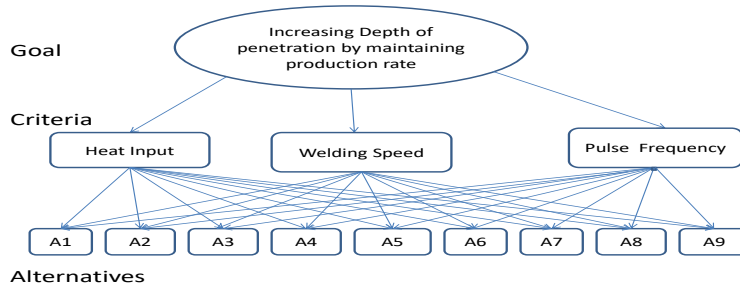 Goal
Increasing Depth of
penetration by maintaining
production rate
Criteria
Heat Input
Welding Speed
Pulse Frequency
A1 A2 A3 A4 A5 A6 A7 A8 A9
Alternatives